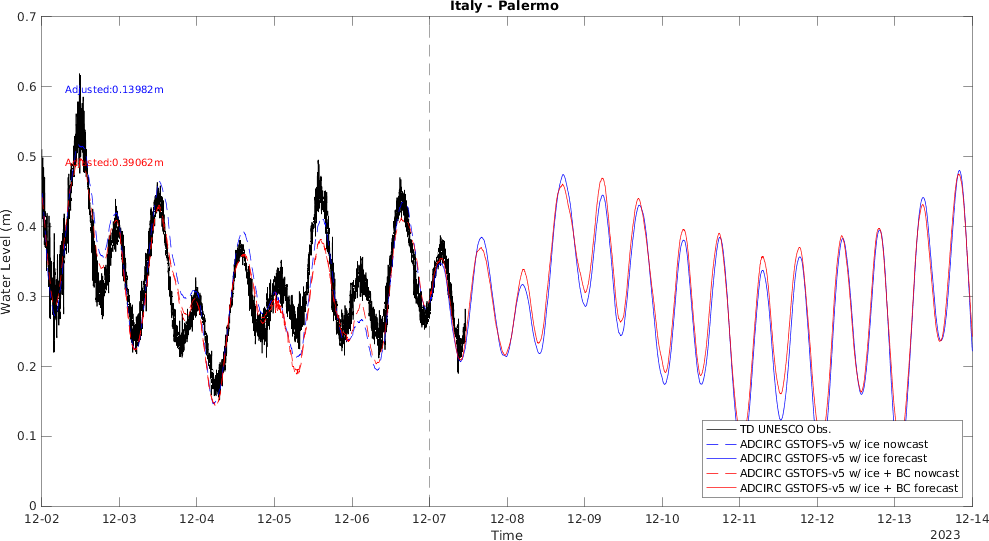 Italy - Palermo
Water Level (m)
0.7
0.6
0.5
0.4
0.3
0.2
0.1
0
Adjusted:0.13982m
Adjusted:0.39062m
TD UNESCO Obs.
ADCIRC GSTOFS-v5 w/ ice nowcast
ADCIRC GSTOFS-v5 w/ ice forecast
ADCIRC GSTOFS-v5 w/ ice + BC nowcast
ADCIRC GSTOFS-v5 w/ ice + BC forecast
12-02 12-03 12-04 12-05 12-06 12-07 12-08 12-09 12-10 12-11 12-12 12-13 12-14
Time
2023